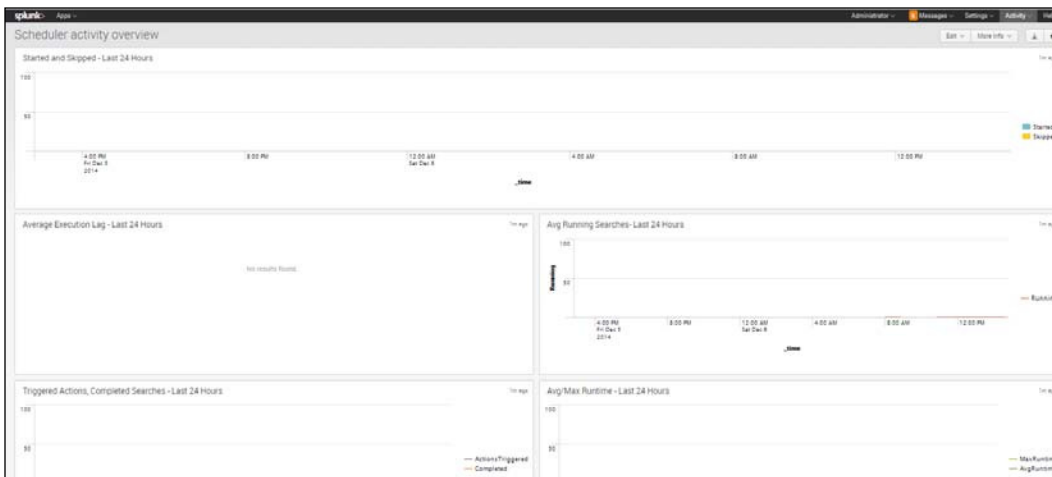 splunk> Apps Administrator Messages Settings Activity
Scheduler activity overview Edit More Info
Started and Skipped - Last 24 Hours
100
50
Started
4:00 PM 8:00 PM 12:00 AM 4:00 AM 8:00 AM 12:00 PM
Fri Dec 5 Sat Dec 6
2014
_time
Average Execution Lag - Last 24 Hours 1m ago
No results found.
Avg Running Searches- Last 24 Hours
100
Running
50
4:00 PM 8:00 PM 12:00 AM 4:00 AM 8:00 AM 12:00 PM
Fri Dec 5 Sat Dec 6
2014
_time
Triggered Actions, Completed Searches - Last 24 Hours 1m ago
100
50
ActionsTriggered
Completed
Avg/Max Runtime - Last 24 Hours
100
50